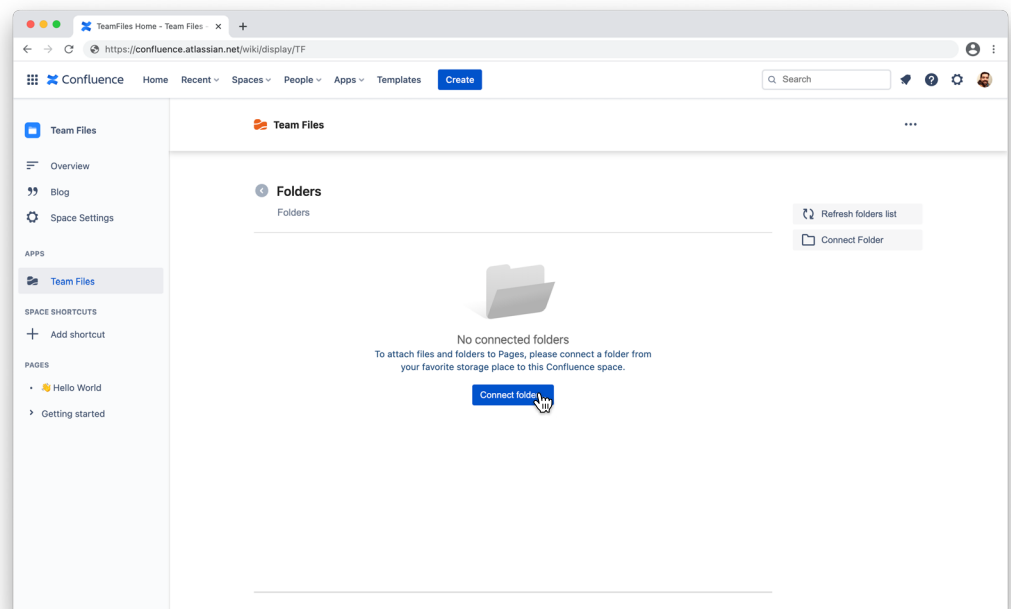 TeamFiles Home - Team Files -
https://confluence.atlassian.net/wiki/display/TF
Confluence Home Recent Spaces People Apps Templates Create Search
Team Files
Overview
Blog
Space Settings
APPS
Team Files
SPACE SHORTCUTS
Add shortcut
PAGES
Hello World
Getting started
Team Files
Folders
Folders
Refresh folders list
Connect Folder
No connected folders
To attach files and folders to Pages, please connect a folder from
your favorite storage place to this Confluence space.
Connect folder